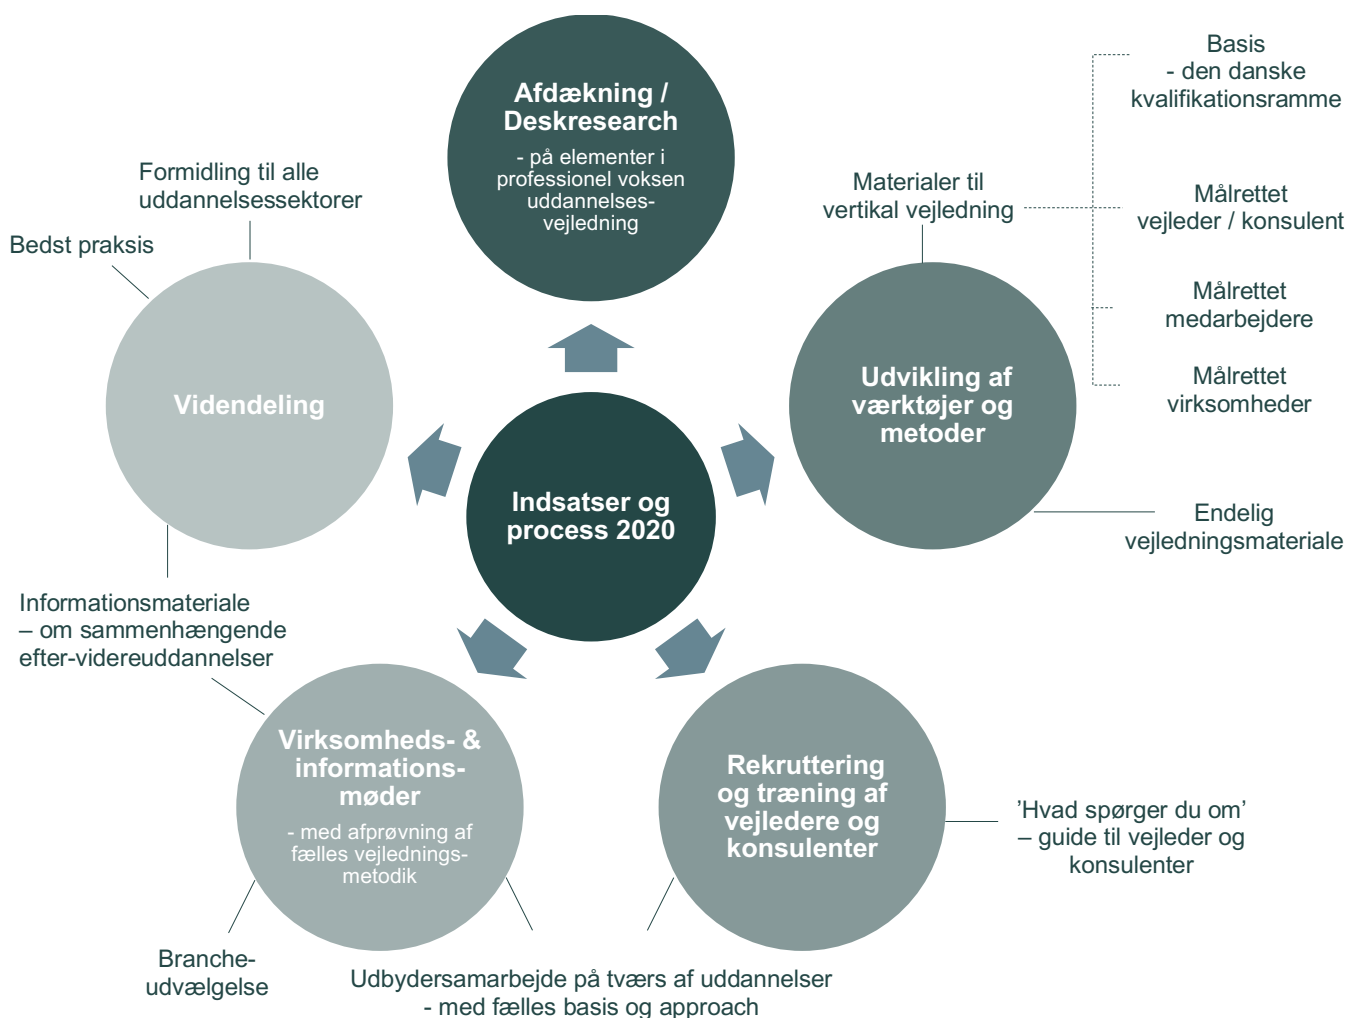 Afdækning /
Deskresearch
- på elementer i
professionel voksen
uddannelses-
vejledning
Basis
- den danske
kvalifikationsramme
Formidling til alle
uddannelsessektorer
Materialer til
vertikal vejledning
Målrettet
vejleder / konsulent
Bedst praksis
Målrettet
medarbejdere
Målrettet
virksomheder
Videndeling
Udvikling af
værktøjer og
metoder
Indsatser og
process 2020
Endelig
vejledningsmateriale
Informationsmateriale
– om sammenhængende
efter-videreuddannelser
Virksomheds- &
informations-
møder
- med afprøvning af
fælles vejlednings-
metodik
Rekruttering
og træning af
vejledere og
konsulenter
’Hvad spørger du om’
– guide til vejleder og
konsulenter
Branche-
udvælgelse
Udbydersamarbejde på tværs af uddannelser
- med fælles basis og approach